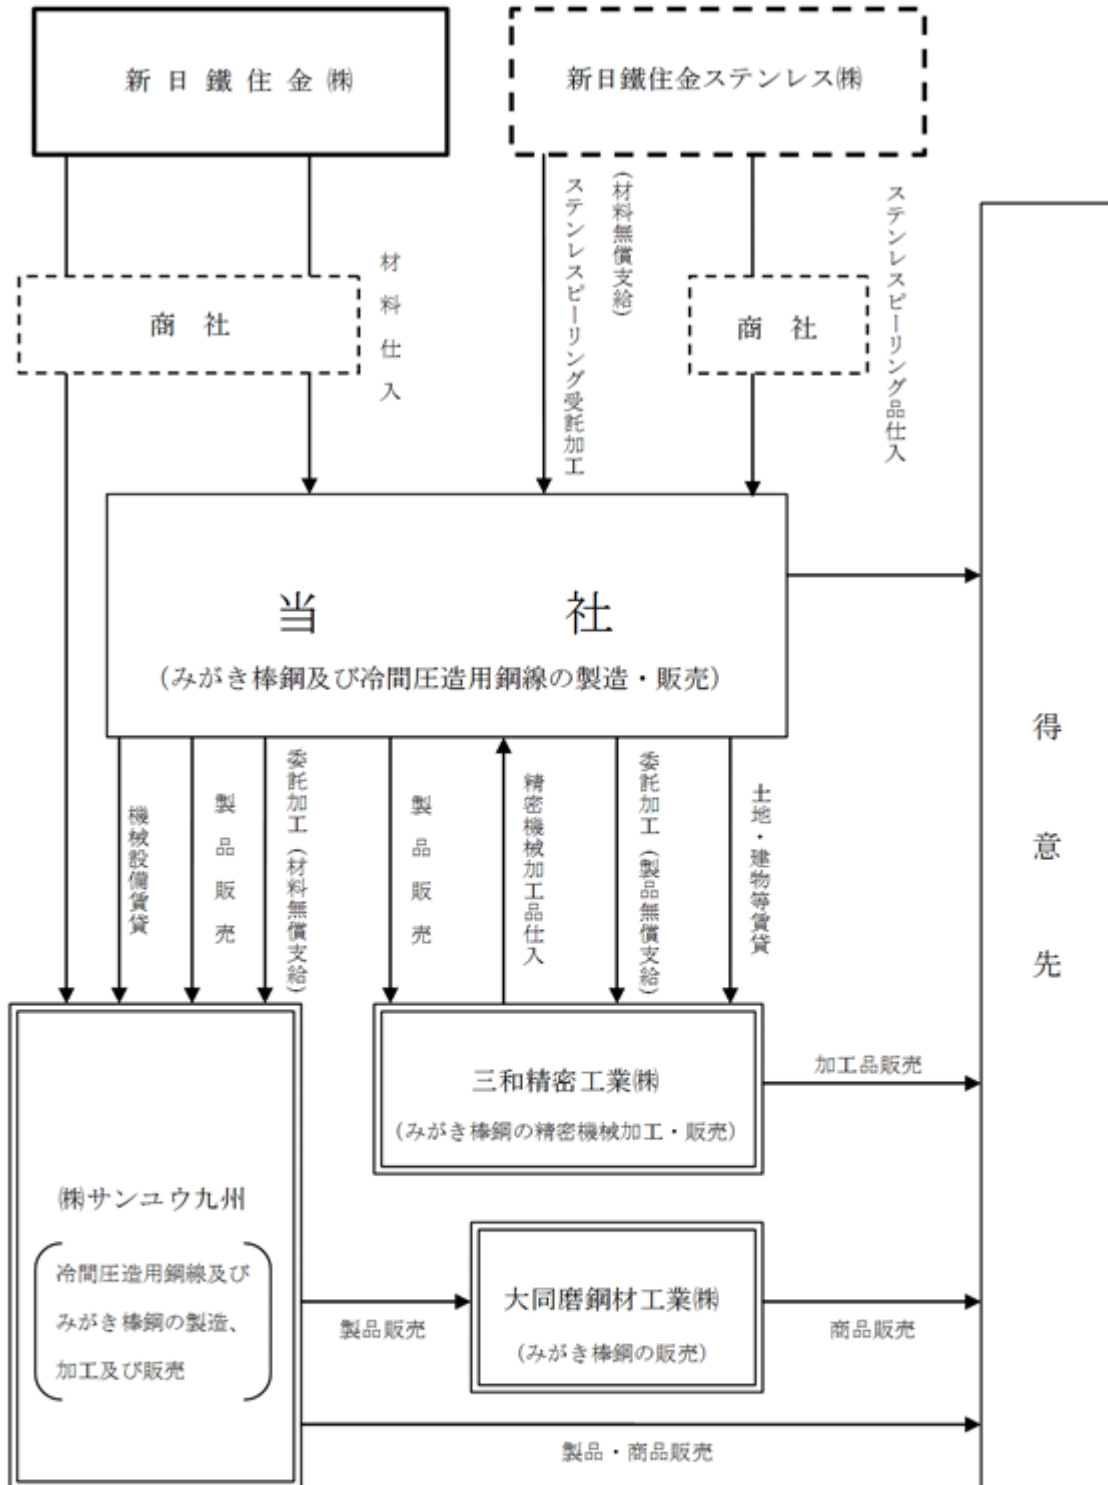 新日鐵住金㈱
新日鐵住金ステンレス㈱
商社
材料仕入
ステンレスピーリング受託加工
(材料無償支給)
商社
ステンレスピーリング品仕入
当社
(みがき棒鋼及び冷間圧造用鋼線の製造・販売)
得意先
機械設備賃貸
製品販売
委託加工(材料無償支給)
製品販売
精密機械加工品仕入
委託加工(製品無償支給)
土地・建物等賃貸
三和精密工業㈱
(みがき棒鋼の精密機械加工・販売)
加工品販売
㈱サンユウ九州
冷間圧造用鋼線及び
みがき棒鋼の製造、
加工及び販売
製品販売
大同磨鋼材工業㈱
(みがき棒鋼の販売)
商品販売
製品・商品販売